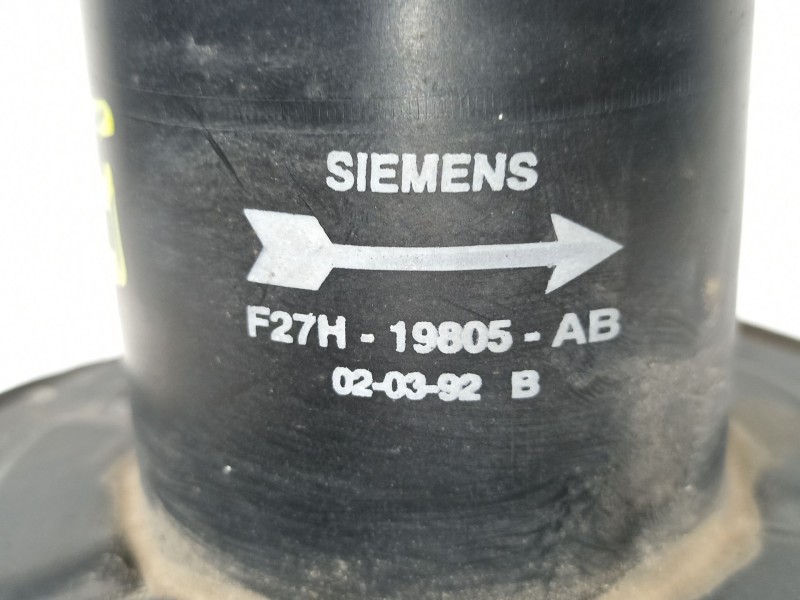 SIEMENS
F27H - 19805 - AB
02-03-92 B